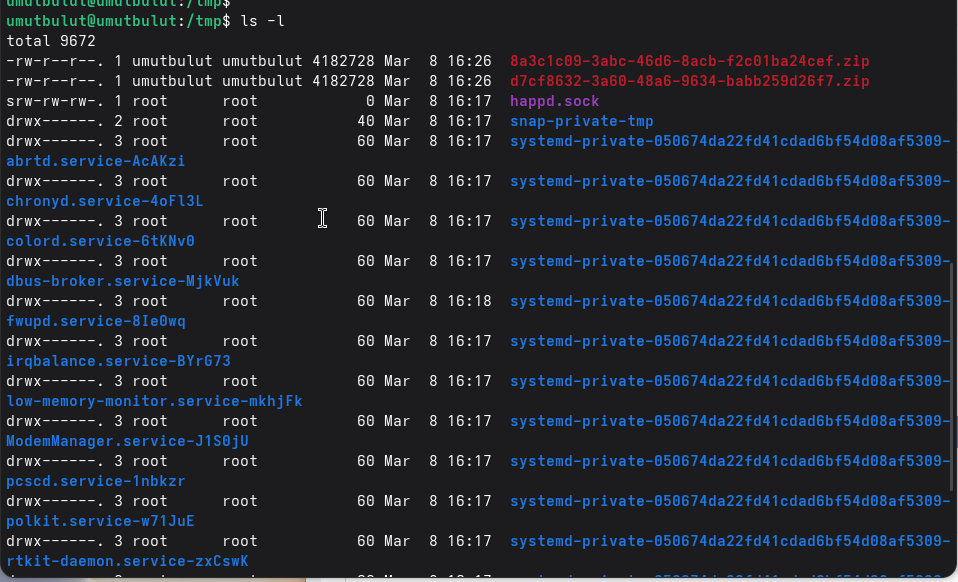 umutbulut@umutbulut:/tmp$
umutbulut@umutbulut:/tmp$ ls -l
total 9672
-rw-r--r--. 1 umutbulut umutbulut 4182728 Mar  8 16:26  8a3c1c09-3abc-46d6-8acb-f2c01ba24cef.zip
-rw-r--r--. 1 umutbulut umutbulut 4182728 Mar  8 16:26  d7cf8632-3a60-48a6-9634-babb259d26f7.zip
srw-rw-rw-. 1 root      root            0 Mar  8 16:17  happd.sock
drwx------. 2 root      root           40 Mar  8 16:17  snap-private-tmp
drwx------. 3 root      root           60 Mar  8 16:17  systemd-private-050674da22fd41cdad6bf54d08af5309-
abrtd.service-AcAKzi
drwx------. 3 root      root           60 Mar  8 16:17  systemd-private-050674da22fd41cdad6bf54d08af5309-
chronyd.service-4oFl3L
drwx------. 3 root      root           60 Mar  8 16:17  systemd-private-050674da22fd41cdad6bf54d08af5309-
colord.service-6tKNv0
drwx------. 3 root      root           60 Mar  8 16:17  systemd-private-050674da22fd41cdad6bf54d08af5309-
dbus-broker.service-MjkVuk
drwx------. 3 root      root           60 Mar  8 16:18  systemd-private-050674da22fd41cdad6bf54d08af5309-
fwupd.service-8Ie0wq
drwx------. 3 root      root           60 Mar  8 16:17  systemd-private-050674da22fd41cdad6bf54d08af5309-
irqbalance.service-BYrG73
drwx------. 3 root      root           60 Mar  8 16:17  systemd-private-050674da22fd41cdad6bf54d08af5309-
low-memory-monitor.service-mkhjFk
drwx------. 3 root      root           60 Mar  8 16:17  systemd-private-050674da22fd41cdad6bf54d08af5309-
ModemManager.service-J1S0jU
drwx------. 3 root      root           60 Mar  8 16:17  systemd-private-050674da22fd41cdad6bf54d08af5309-
pcscd.service-1nbkzr
drwx------. 3 root      root           60 Mar  8 16:17  systemd-private-050674da22fd41cdad6bf54d08af5309-
polkit.service-w71JuE
drwx------. 3 root      root           60 Mar  8 16:17  systemd-private-050674da22fd41cdad6bf54d08af5309-
rtkit-daemon.service-zxCswK